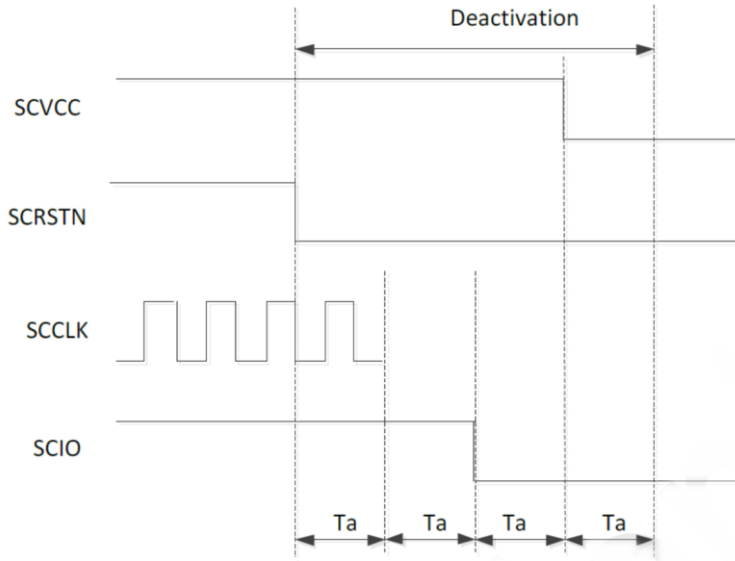 Deactivation
SCVCC
SCRSTN
SCCLK
SCIO
Ta Ta Ta Ta